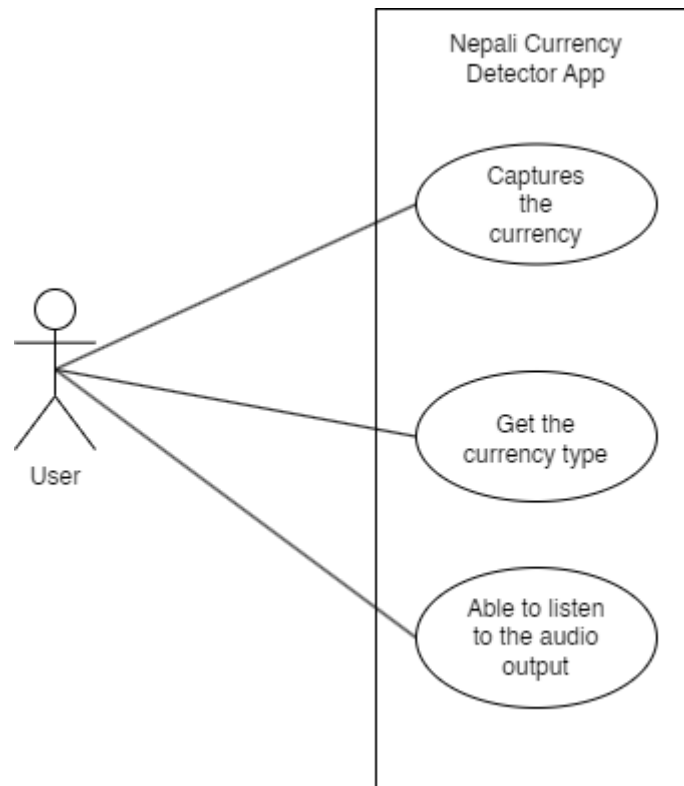 Nepali Currency
Detector App
Captures
the
currency
Get the
currency type
User
Able to listen
to the audio
output